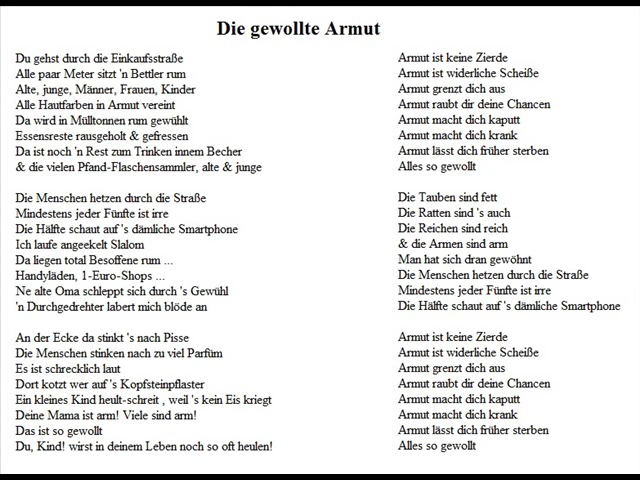 Die gewollte Armut
Du gehst durch die Einkaufsstraße
Alle paar Meter sitzt 'n Bettler rum
Alte, junge, Männer, Frauen, Kinder
Alle Hautfarben in Armut vereint
Da wird in Mülltonnen rum gewühlt
Essensreste rausgeholt & gefressen
Da ist noch 'n Rest zum Trinken innem Becher
& die vielen Pfand-Flaschensammler, alte & junge
Die Menschen hetzen durch die Straße
Mindestens jeder Fünfte ist irre
Die Hälfte schaut auf 's dämliche Smartphone
Ich laufe angeekelt Slalom
Da liegen total Besoffene rum ...
Handyläden, 1-Euro-Shops ...
Ne alte Oma schleppt sich durch 's Gewühl
'n Durchgedrehter labert mich blöde an
An der Ecke da stinkt 's nach Pisse
Die Menschen stinken nach zu viel Parfüm
Es ist schrecklich laut
Dort kotzt wer auf 's Kopfsteinpflaster
Ein kleines Kind heult-schreit , weil 's kein Eis kriegt
Deine Mama ist arm! Viele sind arm!
Das ist so gewollt
Du, Kind! wirst in deinem Leben noch so oft heulen!
Armut ist keine Zierde
Armut ist widerliche Scheiße
Armut grenzt dich aus
Armut raubt dir deine Chancen
Armut macht dich kaputt
Armut macht dich krank
Armut lässt dich früher sterben
Alles so gewollt
Die Tauben sind fett
Die Ratten sind 's auch
Die Reichen sind reich
& die Armen sind arm
Man hat sich dran gewöhnt
Die Menschen hetzen durch die Straße
Mindestens jeder Fünfte ist irre
Die Hälfte schaut auf 's dämliche Smartphone
Armut ist keine Zierde
Armut ist widerliche Scheiße
Armut grenzt dich aus
Armut raubt dir deine Chancen
Armut macht dich kaputt
Armut macht dich krank
Armut lässt dich früher sterben
Alles so gewollt